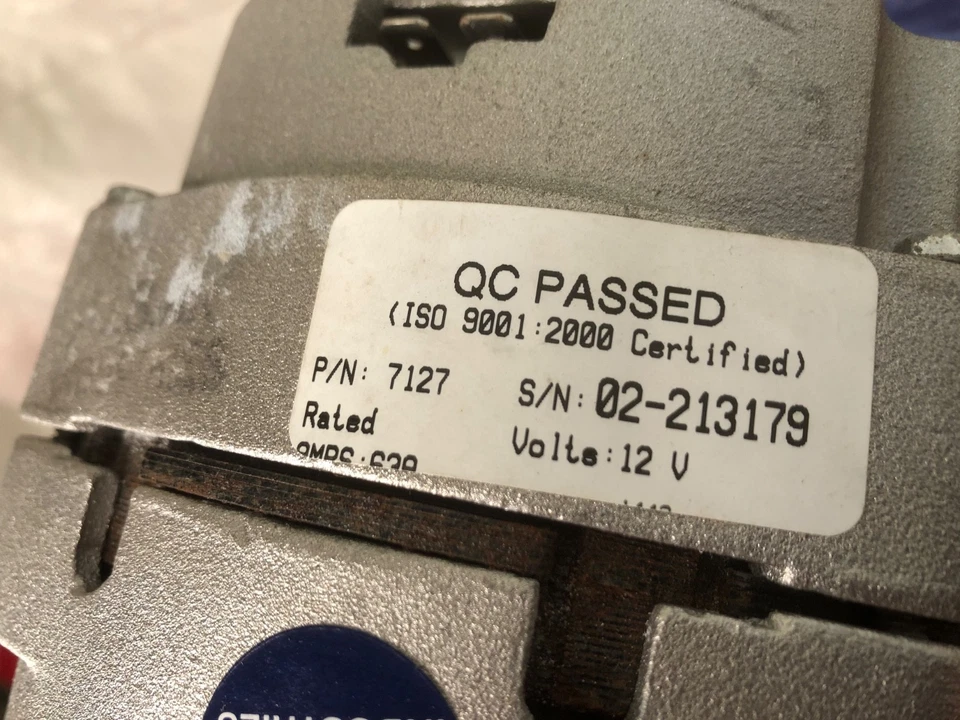 QC PASSED
(ISO 9001:2000 Certified)
P/N: 7127 S/N: 02-213179
Rated Volts:12 V